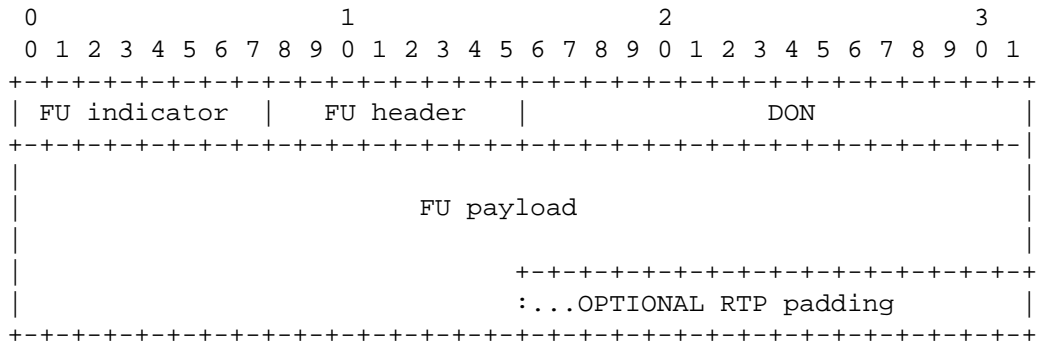 0                   1                   2                   3
 0 1 2 3 4 5 6 7 8 9 0 1 2 3 4 5 6 7 8 9 0 1 2 3 4 5 6 7 8 9 0 1
+-+-+-+-+-+-+-+-+-+-+-+-+-+-+-+-+-+-+-+-+-+-+-+-+-+-+-+-+-+-+-+-+
| FU indicator  |   FU header   |               DON             |
+-+-+-+-+-+-+-+-+-+-+-+-+-+-+-+-+-+-+-+-+-+-+-+-+-+-+-+-+-+-+-+-|
|                                                               |
|                         FU payload                            |
|                                                               |
|                               +-+-+-+-+-+-+-+-+-+-+-+-+-+-+-+-+
|                               :...OPTIONAL RTP padding        |
+-+-+-+-+-+-+-+-+-+-+-+-+-+-+-+-+-+-+-+-+-+-+-+-+-+-+-+-+-+-+-+-+